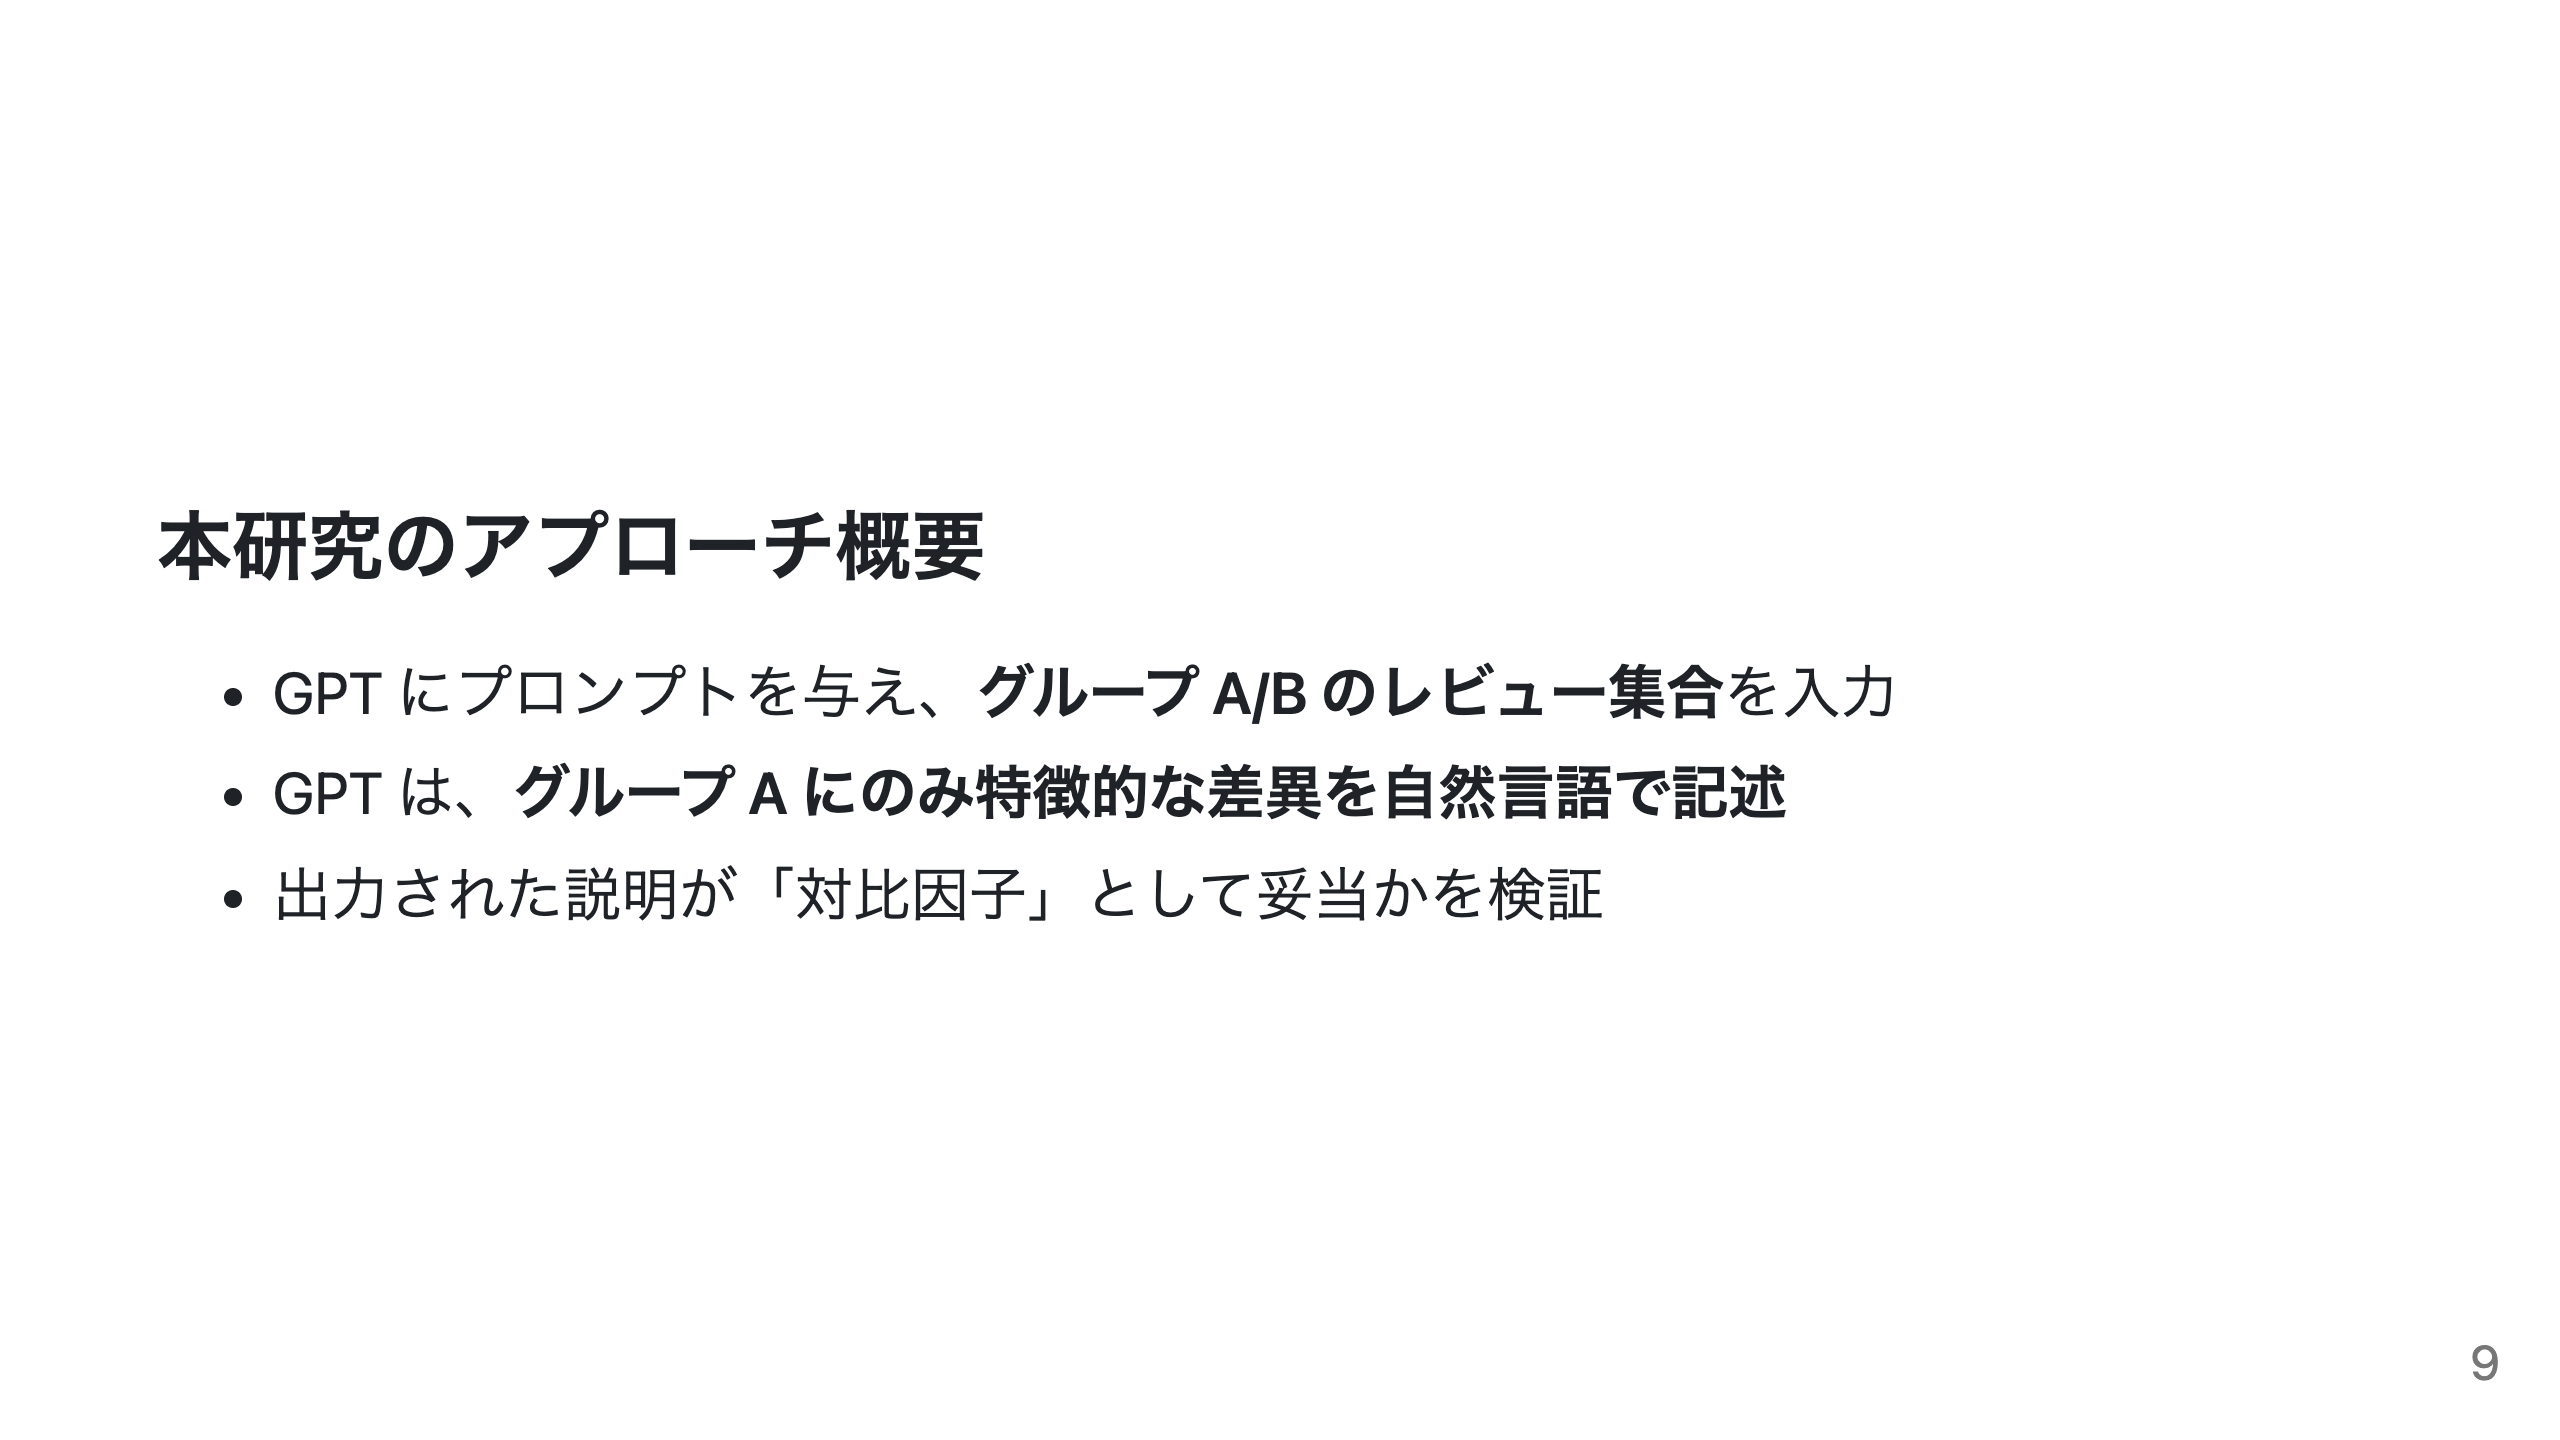 本研究のアプローチ概要
• GPT にプロンプトを与え、グループ A/B のレビュー集合を入力
• GPT は、グループ A にのみ特徴的な差異を自然言語で記述
• 出力された説明が「対比因子」として妥当かを検証
9